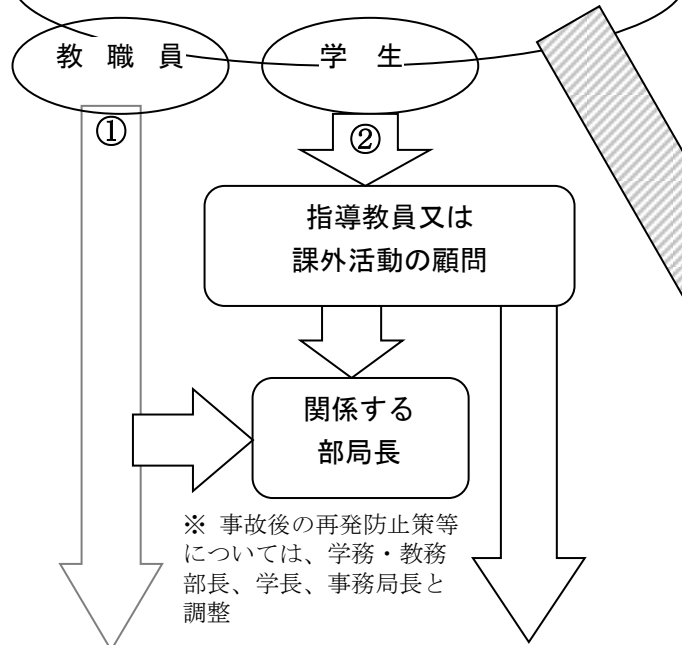 教 職 員
学 生
①
②
指導教員又は
課外活動の顧問
関係する
部局長
※ 事故後の再発防止策等
については、学務・教務
部長、学長、事務局長と
調整